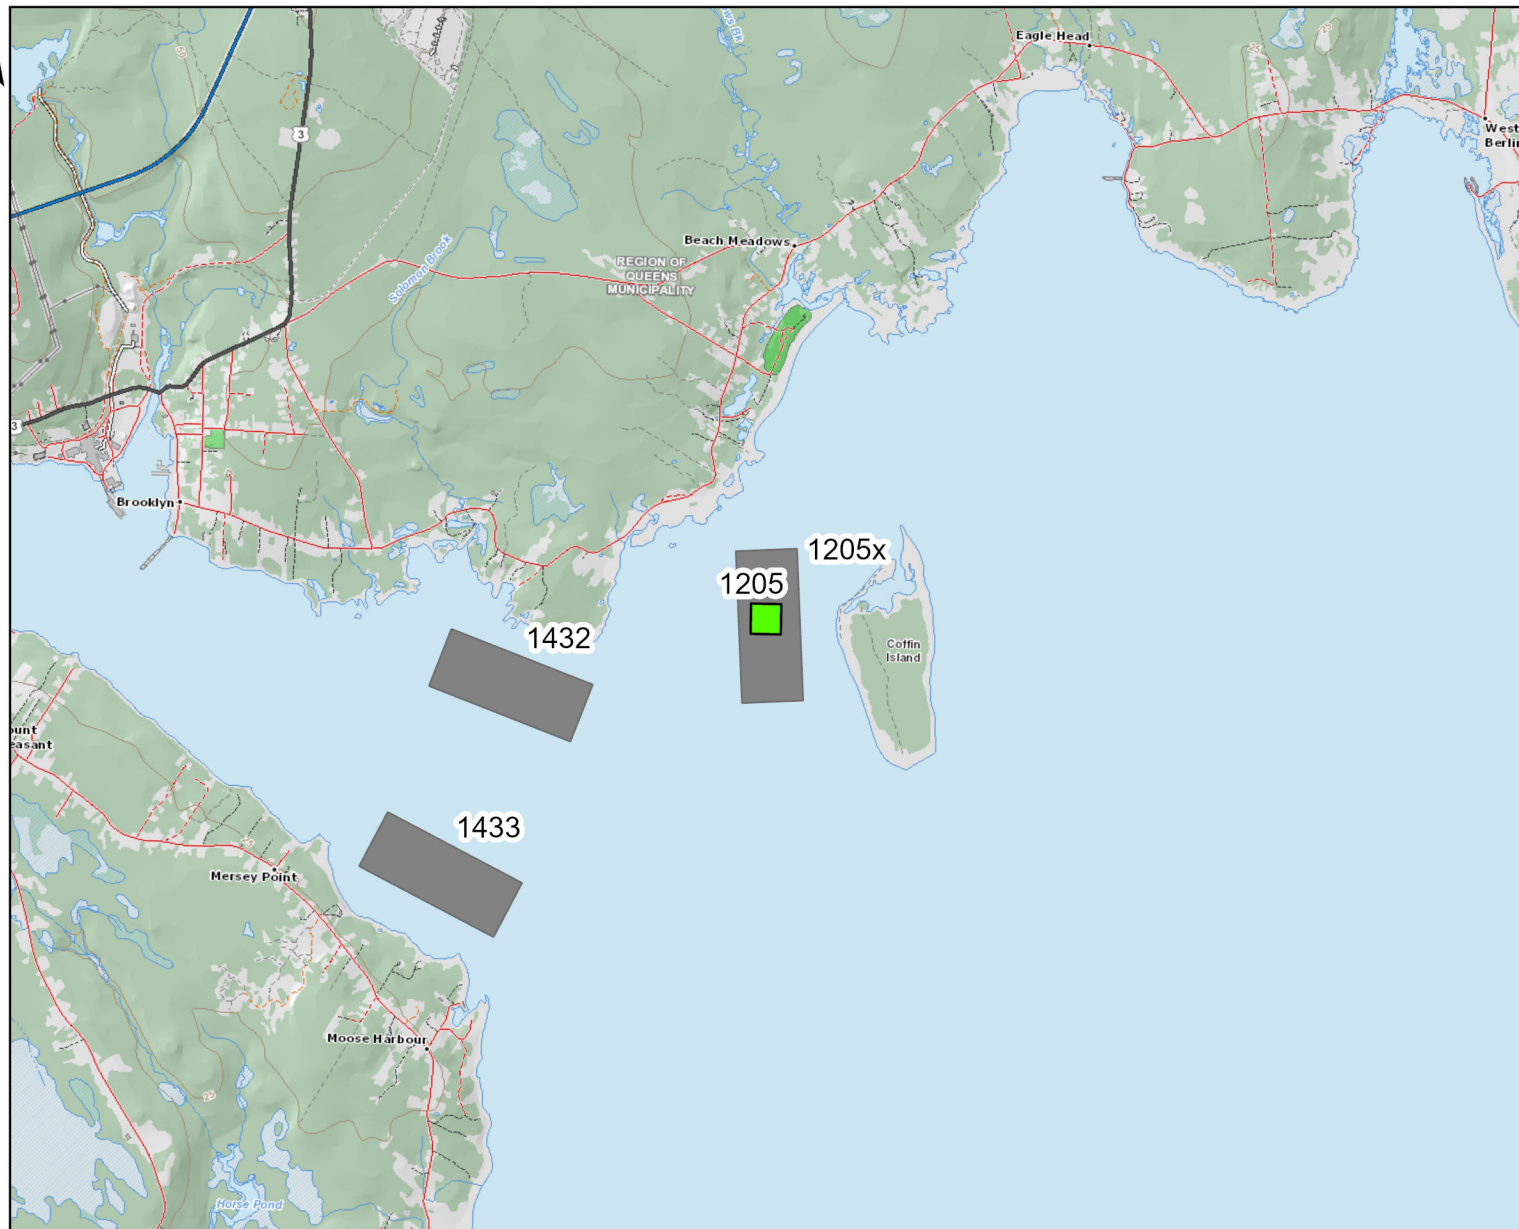 Eagle Head
3
West
Berlin
Beach Meadows
Solomon Brook
REGION OF
QUEENS
MUNICIPALITY
3
Brooklyn
1205x
1205
1432
Coffin
Island
1433
Mersey Point
Moose Harbour
25
Horse Pond